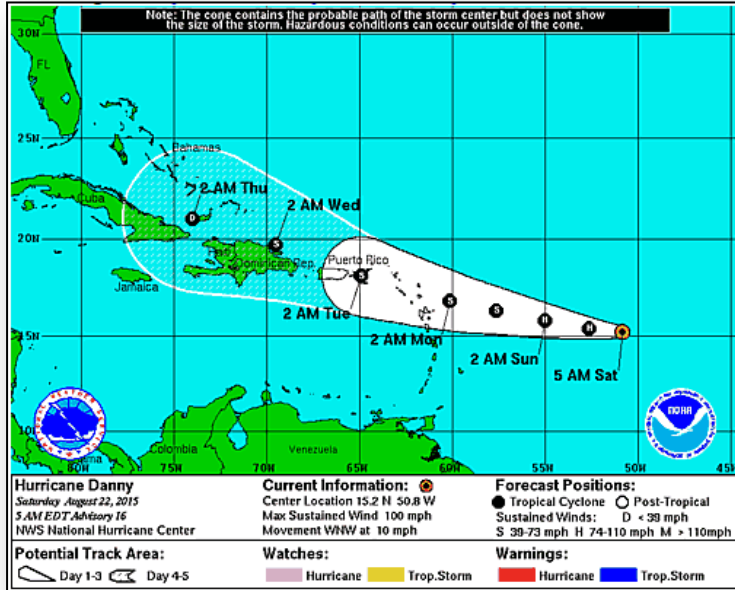 Note: The cone contains the probable path of the storm center but does not show
the size of the storm. Hazardous conditions can occur outside of the cone.
30N
FL
25N
Bahamas
2 AM Thu
Cuba
D
2 AM Wed
20N
S
Dominican Rep.
Puerto Rico
Jamaica
S
2 AM Tue
S
S
H
H
15N
2 AM Mon
2 AM Sun
5 AM Sat
NOAA
10N
Colombia
Venezuela
75W
70W
65W
60W
55W
50W
45W
Hurricane Danny
Saturday August 22, 2015
5 AM EDT Advisory 16
NWS National Hurricane Center
Current Information:
Center Location 15.2 N 50.8 W
Max Sustained Wind 100 mph
Movement WNW at 10 mph
Forecast Positions:
Tropical Cyclone Post-Tropical
Sustained Winds: D < 39 mph
S 39-73 mph H 74-110 mph M > 110mph
Potential Track Area:
Day 1-3 Day 4-5
Watches:
Hurricane Trop.Storm
Warnings:
Hurricane Trop.Storm